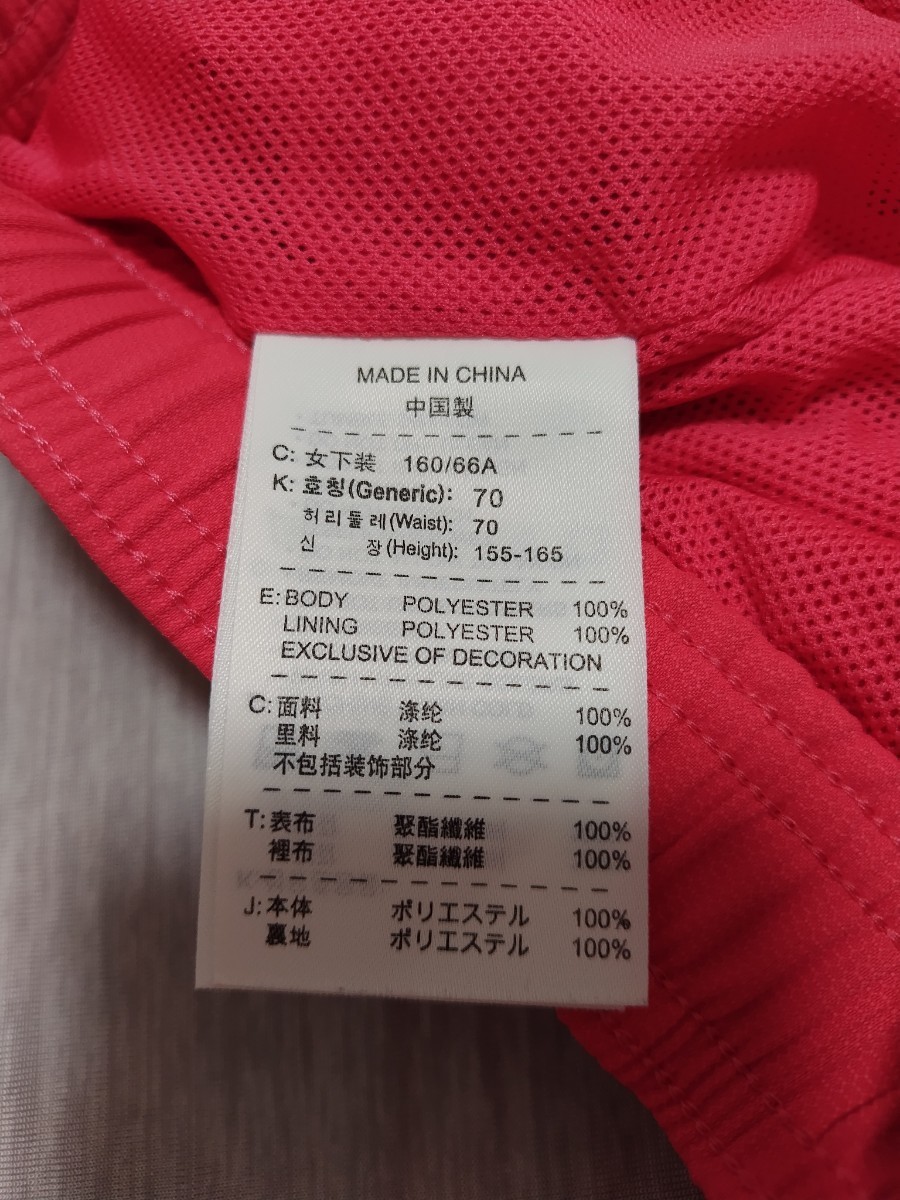 MADE IN CHINA
中国製
C: 女下装 160/66A
K: 호칭(Generic): 70
허리둘레(Waist): 70
신 장(Height): 155-165
E: BODY POLYESTER 100%
LINING POLYESTER 100%
EXCLUSIVE OF DECORATION
C: 面料 涤纶 100%
里料 涤纶 100%
不包括装饰部分
T: 表布 聚酯纖維 100%
裡布 聚酯纖維 100%
J: 本体 ポリエステル 100%
裏地 ポリエステル 100%